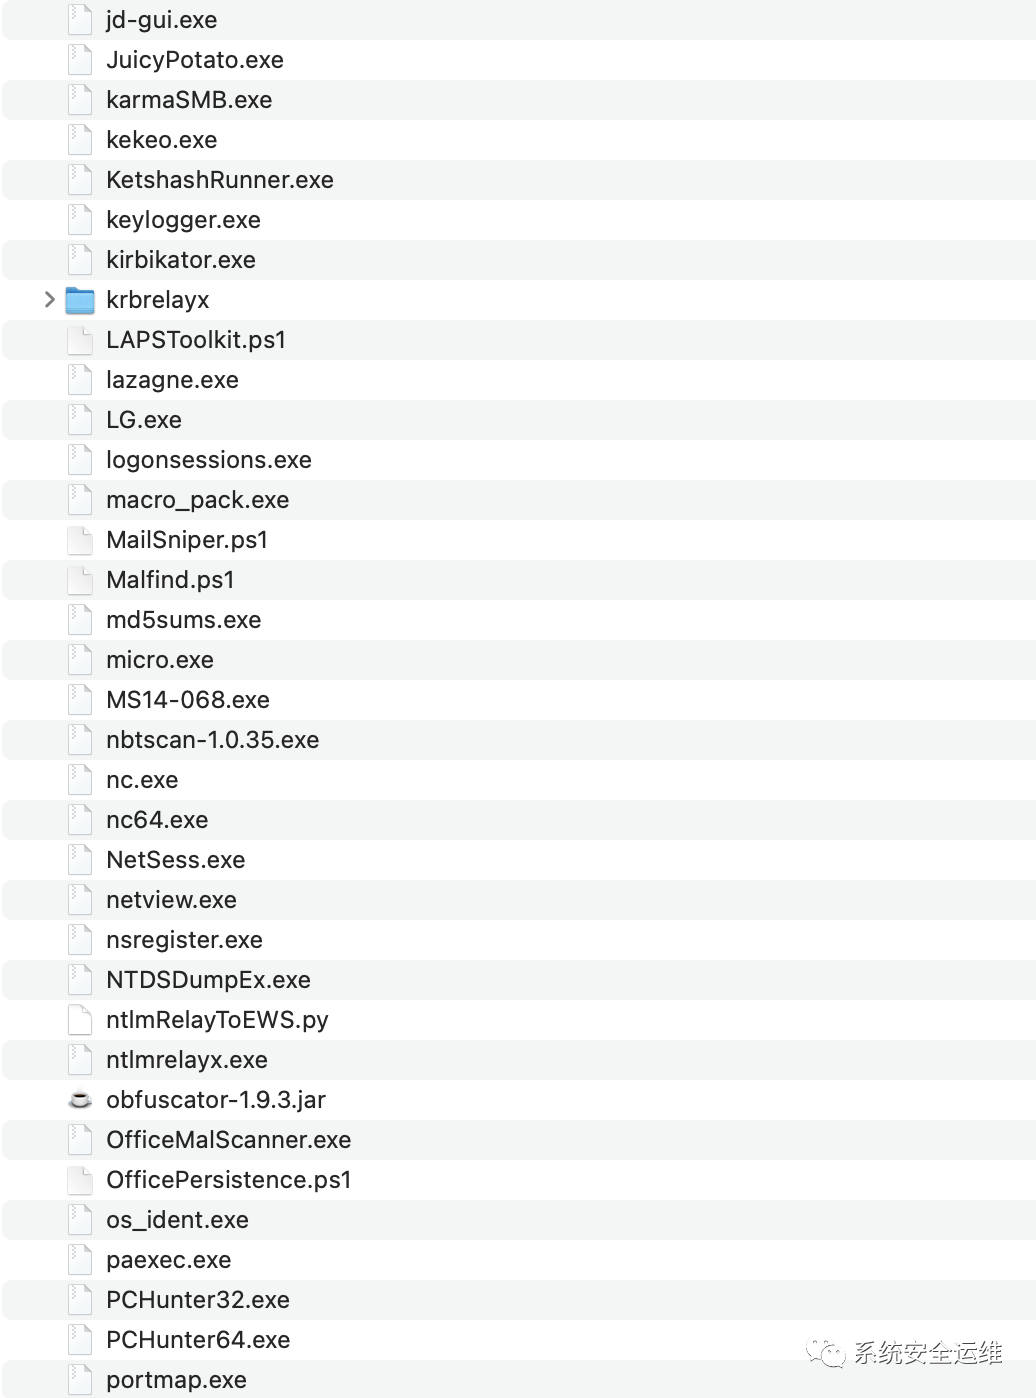 jd-gui.exe
JuicyPotato.exe
karmaSMB.exe
kekeo.exe
KetshashRunner.exe
keylogger.exe
kirbikator.exe
krbrelayx
LAPSToolkit.ps1
lazagne.exe
LG.exe
logonsessions.exe
macro_pack.exe
MailSniper.ps1
Malfind.ps1
md5sums.exe
micro.exe
MS14-068.exe
nbtscan-1.0.35.exe
nc.exe
nc64.exe
NetSess.exe
netview.exe
nsregister.exe
NTDSDumpEx.exe
ntlmRelayToEWS.py
ntlmrelayx.exe
obfuscator-1.9.3.jar
OfficeMalScanner.exe
OfficePersistence.ps1
os_ident.exe
paexec.exe
PCHunter32.exe
PCHunter64.exe
系统安全运维
portmap.exe